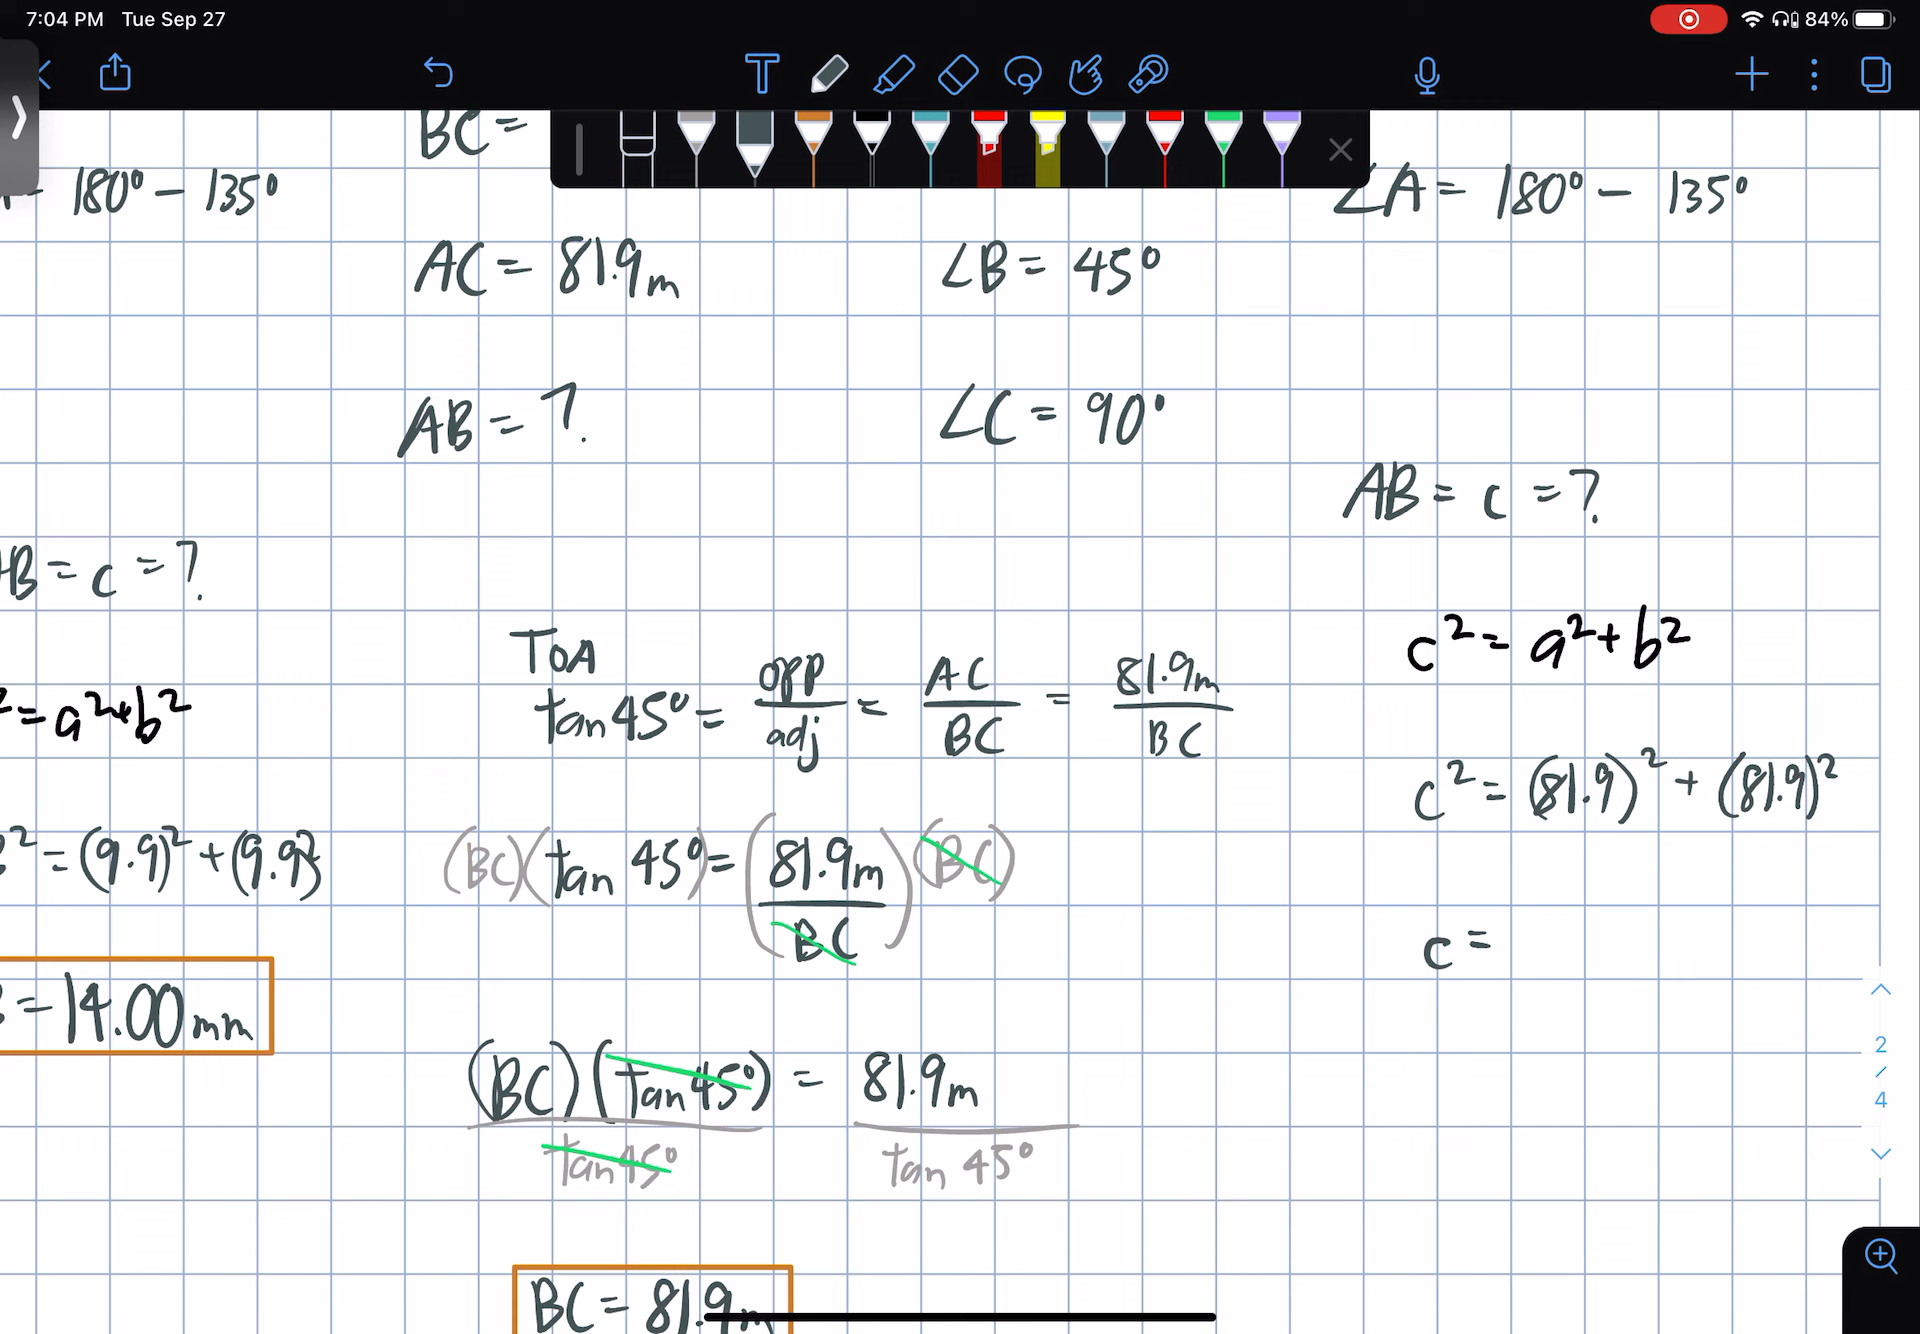 7:04 PM Tue Sep 27
84%
T
BC =
180° - 135°
AC = 81.9m
∠B = 45°
∠A = 180° - 135°
AB = ?
∠C = 90°
AB = c = ?
B = c = ?
TOA
tan 45° = opp/adj = AC/BC = 81.9m/BC
c² = a² + b²
² = a² + b²
c² = (81.9)² + (81.9)²
² = (9.9)² + (9.9)²
(BC)(tan 45°) = (81.9m/BC)(BC)
c =
= 14.00mm
(BC)(tan 45°)/tan 45° = 81.9m/tan 45°
2/4
BC = 81.9m